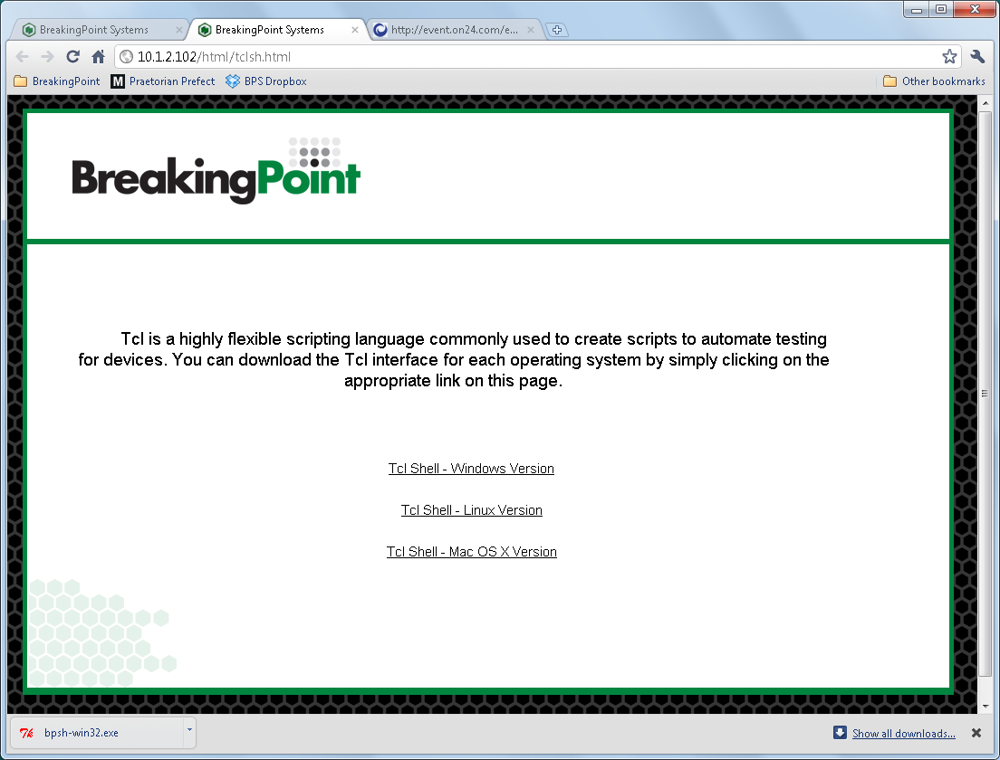 BreakingPoint Systems
BreakingPoint Systems
http://event.on24.com/e...
10.1.2.102/html/tclsh.html
BreakingPoint
M Praetorian Prefect
BPS Dropbox
Other bookmarks
BreakingPoint
Tcl is a highly flexible scripting language commonly used to create scripts to automate testing
for devices. You can download the Tcl interface for each operating system by simply clicking on the
appropriate link on this page.
Tcl Shell - Windows Version
Tcl Shell - Linux Version
Tcl Shell - Mac OS X Version
7% bpsh-win32.exe
Show all downloads...